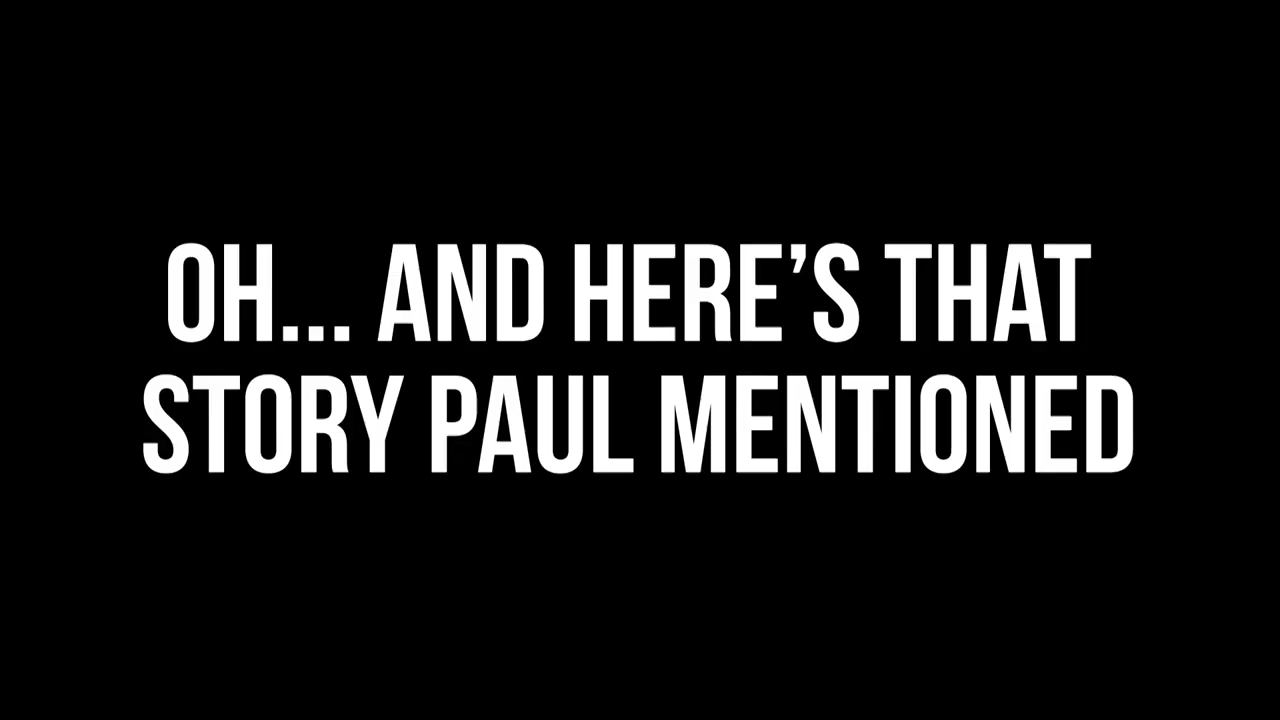 OH... AND HERE’S THAT
STORY PAUL MENTIONED